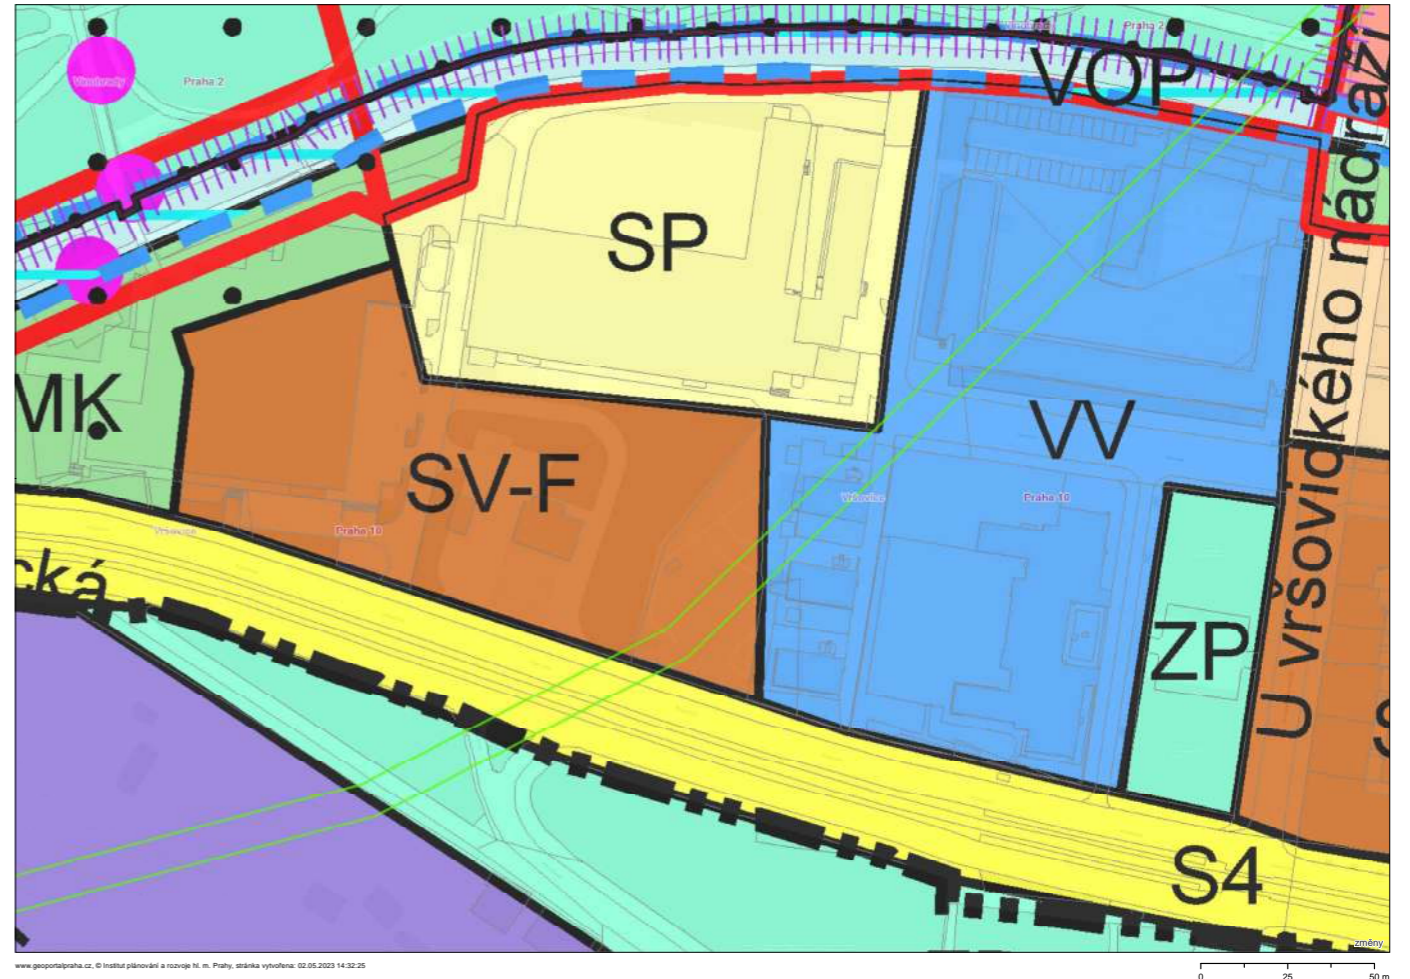 Praha 2
VOP
Vinohrady
Praha 2
U vršovického nádraží
SP
MK
VV
SV-F
Vršovice
Praha 10
Vršovice
Praha 10
cká
ZP
S4
změny
www.geoportalpraha.cz, © Institut plánování a rozvoje hl. m. Prahy, stránka vytvořena: 02.05.2023 14:32:25
0 25 50 m